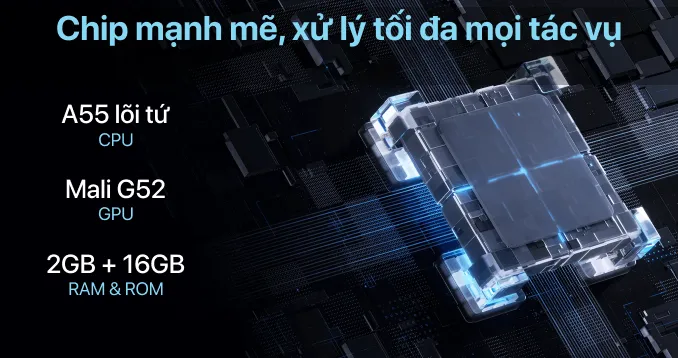 Chip mạnh mẽ, xử lý tối đa mọi tác vụ
A55 lõi tứ
CPU
Mali G52
GPU
2GB + 16GB
RAM & ROM